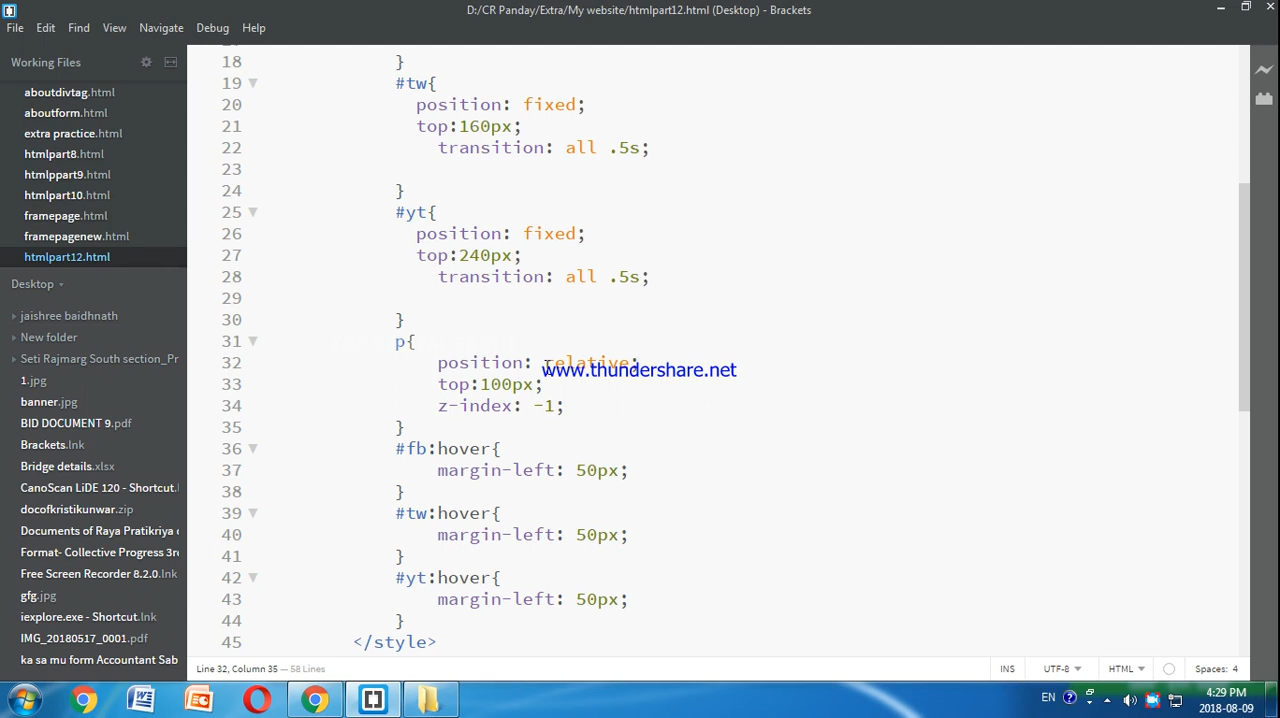 D:/CR Panday/Extra/My website/htmlpart12.html (Desktop) - Brackets
File Edit Find View Navigate Debug Help
Working Files
aboutdivtag.html
aboutform.html
extra practice.html
htmlpart8.html
htmlppart9.html
htmlpart10.html
framepage.html
framepagenew.html
htmlpart12.html
Desktop
jaishree baidhnath
New folder
Seti Rajmarg South section_Pr
1.jpg
banner.jpg
BID DOCUMENT 9.pdf
Brackets.lnk
Bridge details.xlsx
CanoScan LiDE 120 - Shortcut.l
docofkristikunwar.zip
Documents of Raya Pratikriya
Format- Collective Progress 3r
Free Screen Recorder 8.2.0.lnk
gfg.jpg
iexplore.exe - Shortcut.lnk
IMG_20180517_0001.pdf
ka sa mu form Accountant Sab
18 }
19 #tw{
20 position: fixed;
21 top:160px;
22 transition: all .5s;
23
24 }
25 #yt{
26 position: fixed;
27 top:240px;
28 transition: all .5s;
29
30 }
31 p{
32 position: relative;
www.thundershare.net
33 top:100px;
34 z-index: -1;
35 }
36 #fb:hover{
37 margin-left: 50px;
38 }
39 #tw:hover{
40 margin-left: 50px;
41 }
42 #yt:hover{
43 margin-left: 50px;
44 }
45 </style>
Line 32, Column 35 — 58 Lines
INS UTF-8 HTML Spaces: 4
EN 4:29 PM
2018-08-09